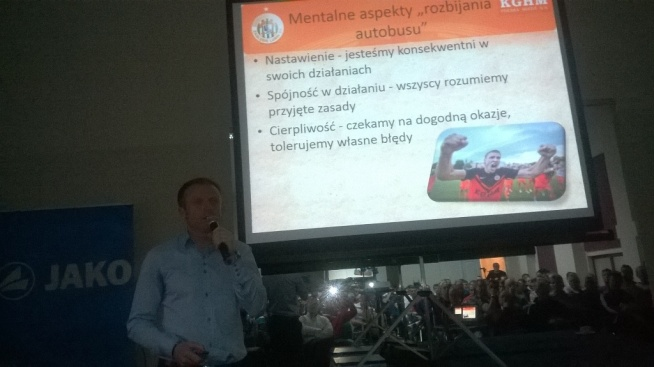 Mentalne aspekty „rozbijania
autobusu”
KGHM
• Nastawienie - jesteśmy konsekwentni w
swoich działaniach
• Spójność w działaniu - wszyscy rozumiemy
przyjęte zasady
• Cierpliwość - czekamy na dogodną okazje,
tolerujemy własne błędy
JAKO